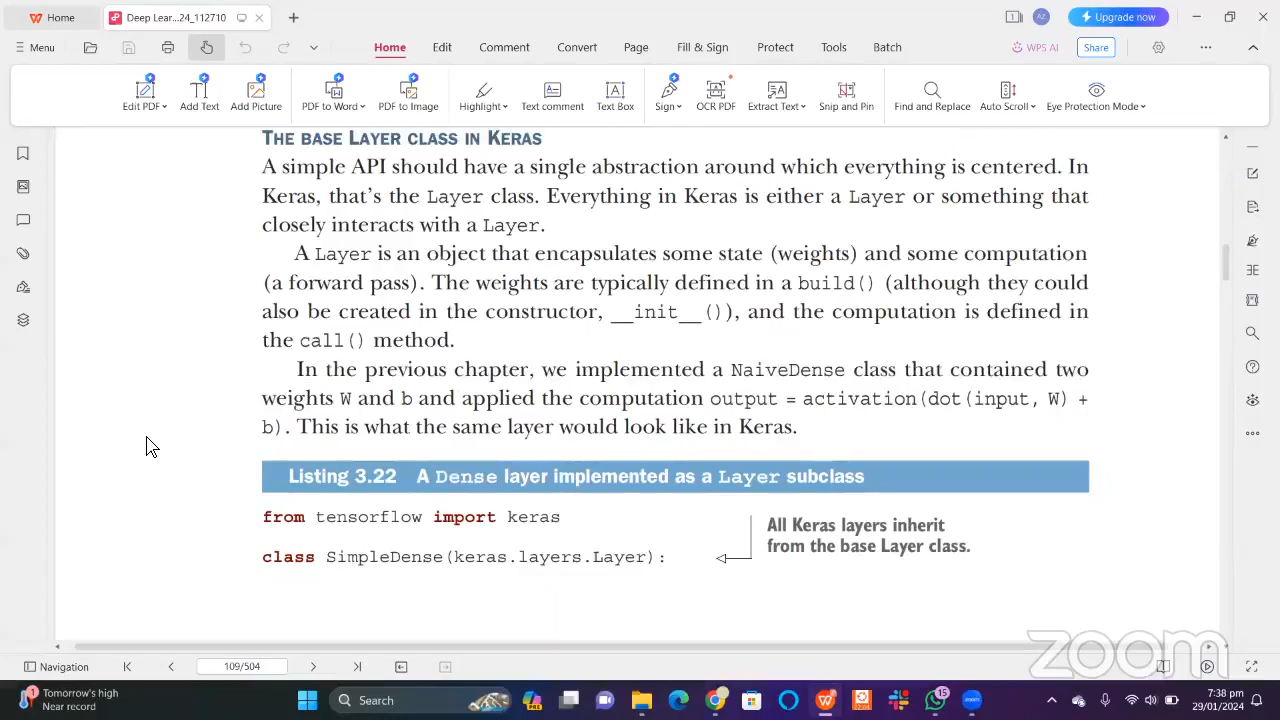 Home
Deep Lear...24_112710
AZ
Upgrade now
Menu
Home
Edit
Comment
Convert
Page
Fill & Sign
Protect
Tools
Batch
WPS AI
Share
Edit PDF
Add Text
Add Picture
PDF to Word
PDF to Image
Highlight
Text comment
Text Box
Sign
OCR PDF
Extract Text
Snip and Pin
Find and Replace
Auto Scroll
Eye Protection Mode
THE BASE LAYER CLASS IN KERAS
A simple API should have a single abstraction around which everything is centered. In
Keras, that's the Layer class. Everything in Keras is either a Layer or something that
closely interacts with a Layer.
A Layer is an object that encapsulates some state (weights) and some computation
(a forward pass). The weights are typically defined in a build() (although they could
also be created in the constructor, __init__()), and the computation is defined in
the call() method.
In the previous chapter, we implemented a NaiveDense class that contained two
weights W and b and applied the computation output = activation(dot(input, W) +
b). This is what the same layer would look like in Keras.
Listing 3.22 A Dense layer implemented as a Layer subclass
from tensorflow import keras
class SimpleDense(keras.layers.Layer):
All Keras layers inherit
from the base Layer class.
zoom
Navigation
109/504
1
Tomorrow's high
Near record
Search
PRE
15
7:38 pm
29/01/2024